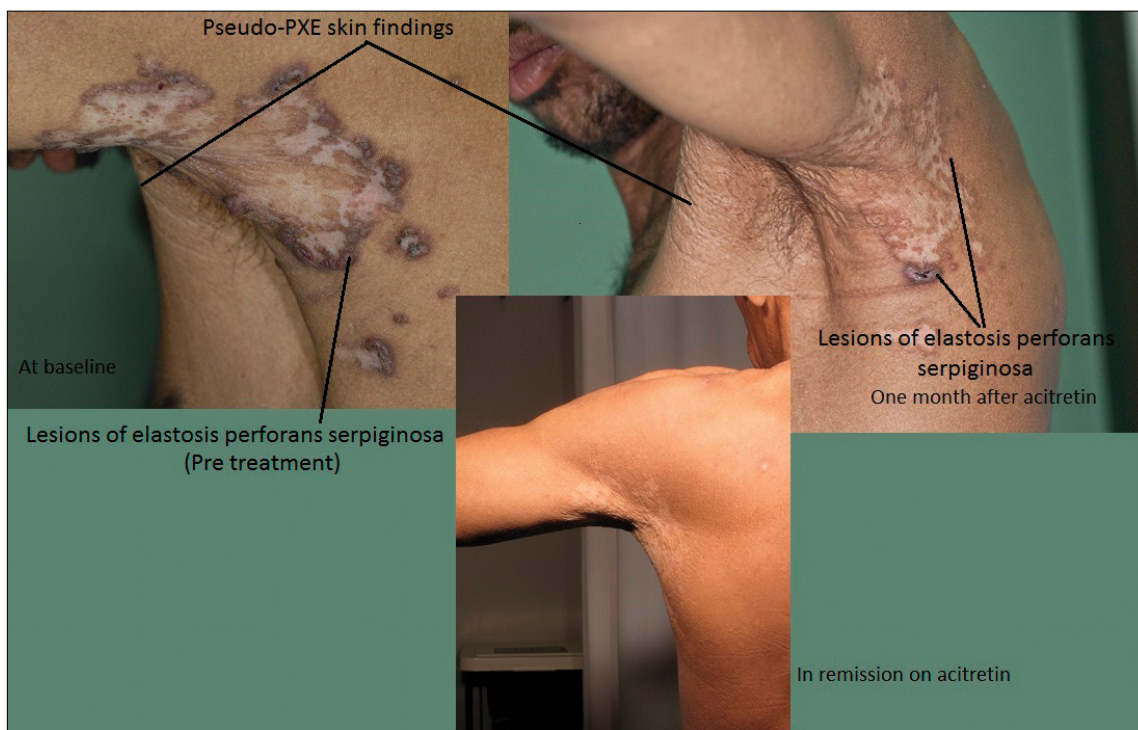 Pseudo-PXE skin findings
At baseline
Lesions of elastosis perforans serpiginosa
(Pre treatment)
Lesions of elastosis perforans
serpiginosa
One month after acitretin
In remission on acitretin